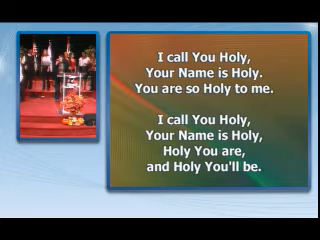 I call You Holy,
Your Name is Holy.
You are so Holy to me.
I call You Holy,
Your Name is Holy,
Holy You are,
and Holy You'll be.